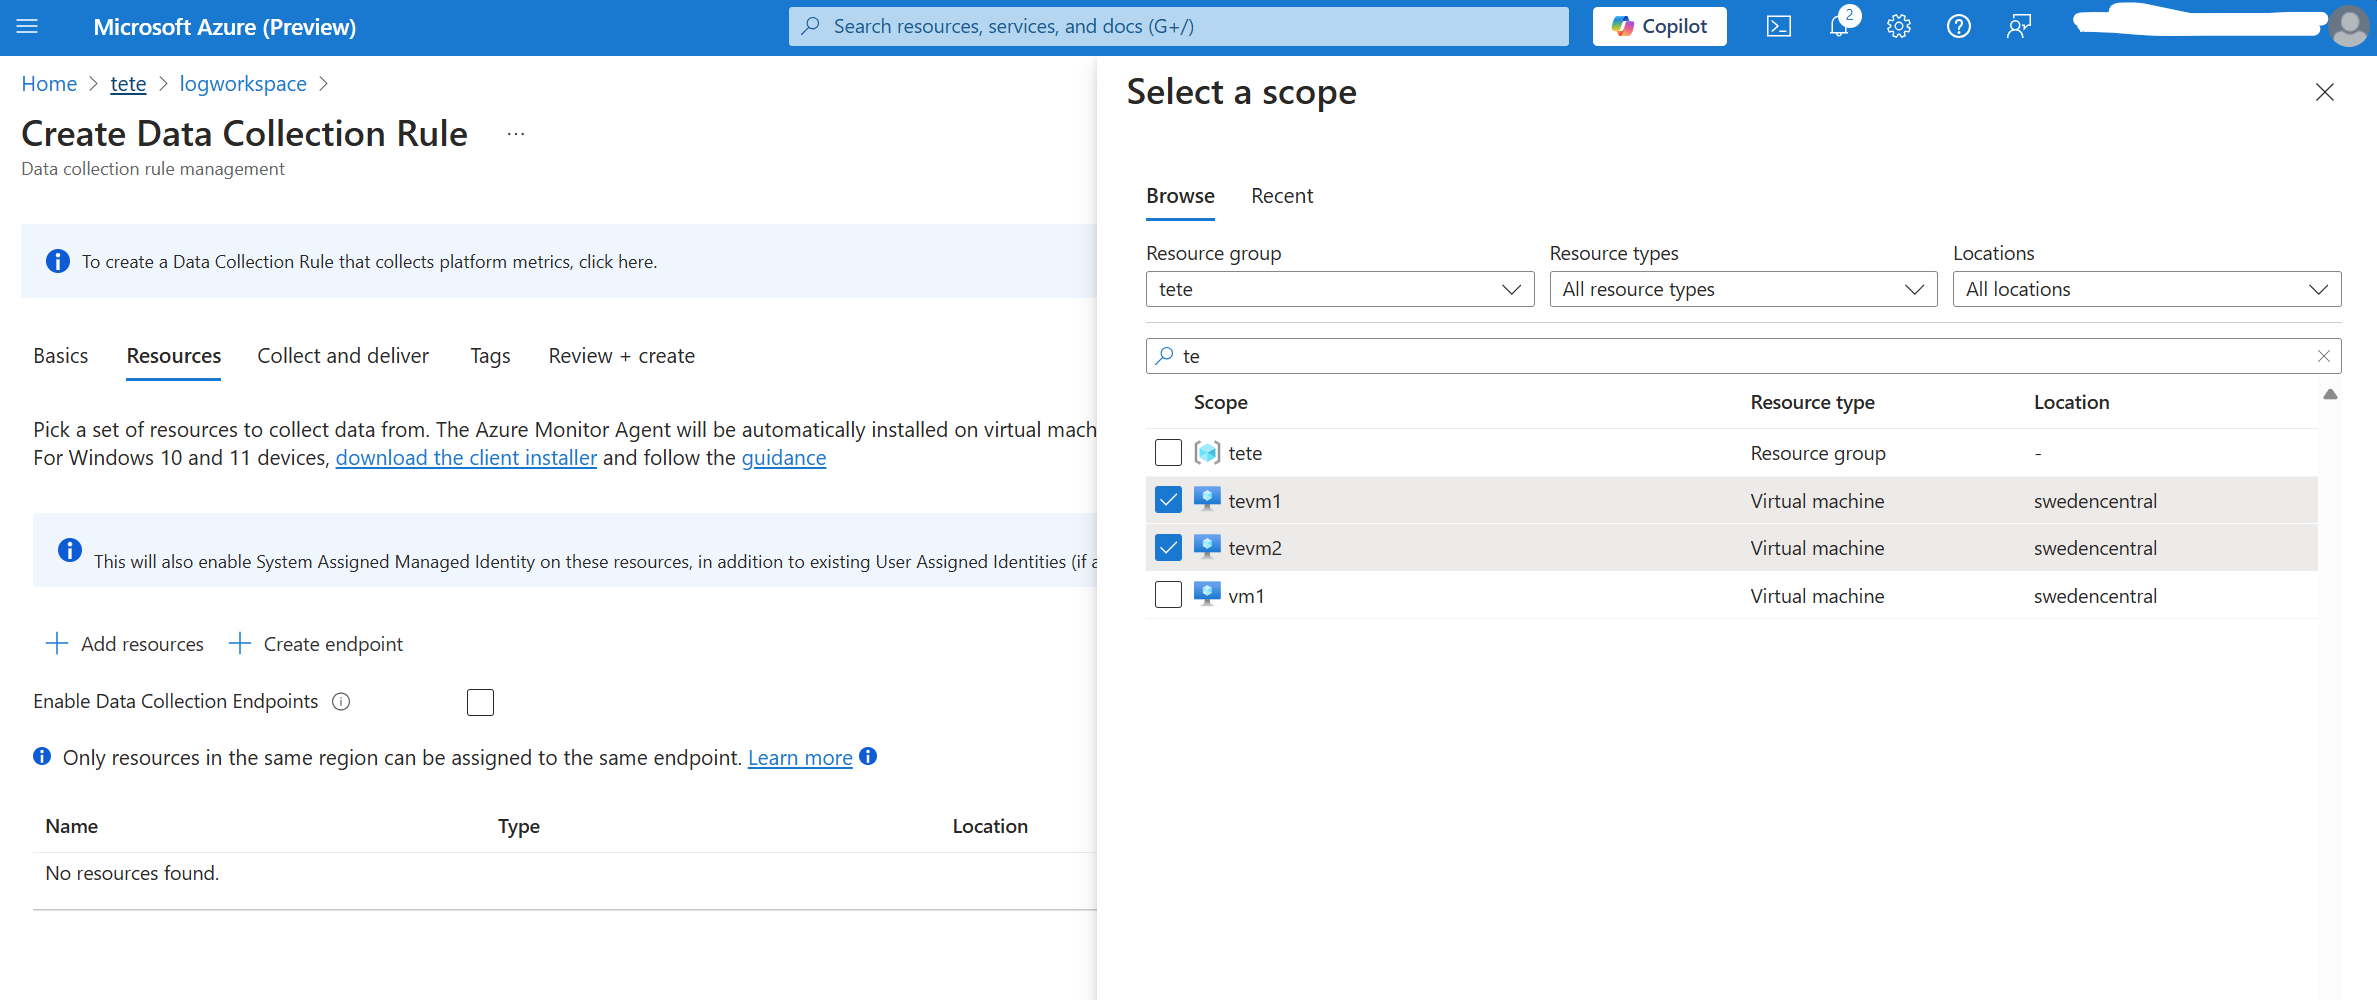 Microsoft Azure (Preview)
Search resources, services, and docs (G+/)
Copilot
2
Home > tete > logworkspace >
Create Data Collection Rule ...
Data collection rule management
To create a Data Collection Rule that collects platform metrics, click here.
Basics Resources Collect and deliver Tags Review + create
Pick a set of resources to collect data from. The Azure Monitor Agent will be automatically installed on virtual mach
For Windows 10 and 11 devices, download the client installer and follow the guidance
This will also enable System Assigned Managed Identity on these resources, in addition to existing User Assigned Identities (if a
+ Add resources + Create endpoint
Enable Data Collection Endpoints
Only resources in the same region can be assigned to the same endpoint. Learn more
Name Type Location
No resources found.
Select a scope
Browse Recent
Resource group Resource types Locations
tete All resource types All locations
te
Scope Resource type Location
tete Resource group -
tevm1 Virtual machine swedencentral
tevm2 Virtual machine swedencentral
vm1 Virtual machine swedencentral